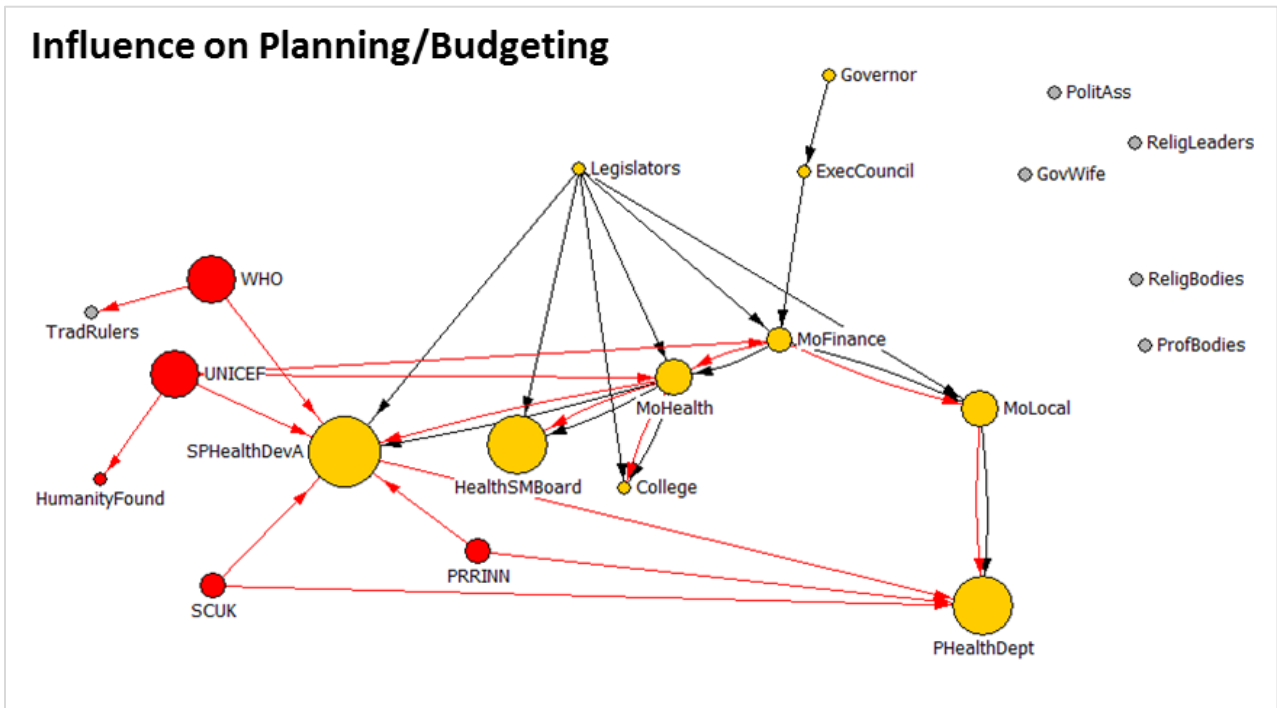 Influence on Planning/Budgeting
Governor
PolitAss
ReligLeaders
Legislators
ExecCouncil
GovWife
WHO
ReligBodies
TradRulers
MoFinance
ProfBodies
UNICEF
MoHealth
MoLocal
SPHealthDevA
HealthSMBoard
College
HumanityFound
PRRINN
SCUK
PHealthDept